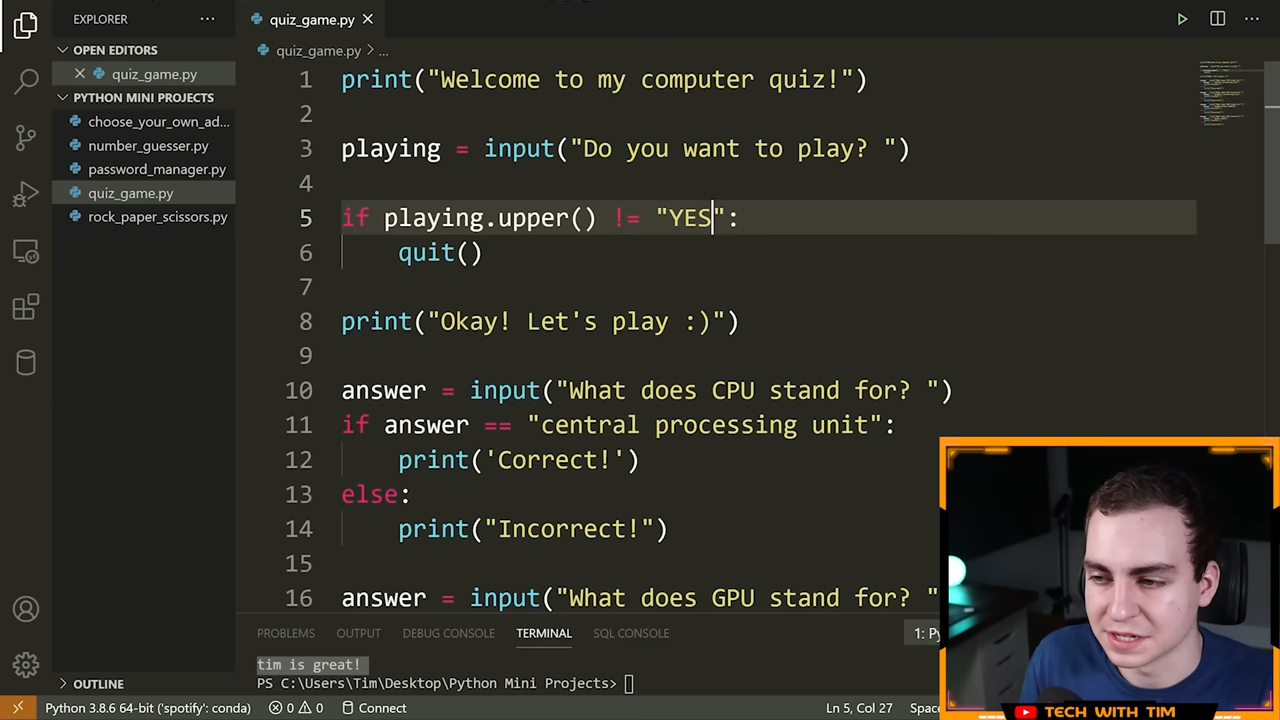 EXPLORER
···
quiz_game.py ×
···
OPEN EDITORS
× quiz_game.py
PYTHON MINI PROJECTS
choose_your_own_ad...
number_guesser.py
password_manager.py
quiz_game.py
rock_paper_scissors.py
OUTLINE
quiz_game.py > ...
1 print("Welcome to my computer quiz!")
2
3 playing = input("Do you want to play? ")
4
5 if playing.upper() != "YES":
6 quit()
7
8 print("Okay! Let's play :)")
9
10 answer = input("What does CPU stand for? ")
11 if answer == "central processing unit":
12 print('Correct!')
13 else:
14 print("Incorrect!")
15
16 answer = input("What does GPU stand for? "
PROBLEMS OUTPUT DEBUG CONSOLE TERMINAL SQL CONSOLE 1: Py
tim is great!
PS C:\Users\Tim\Desktop\Python Mini Projects>
Python 3.8.6 64-bit ('spotify': conda) 0 0 Connect Ln 5, Col 27 Space
TECH WITH TIM